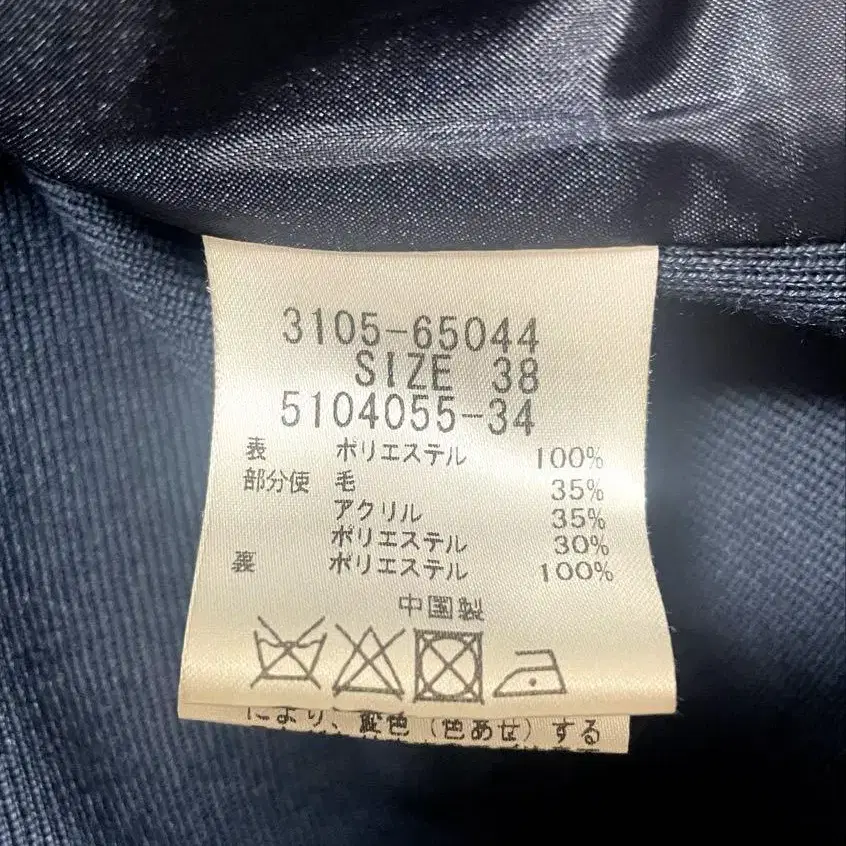 3105-65044
SIZE 38
5104055-34
表 ポリエステル 100%
部分使 毛 35%
アクリル 35%
ポリエステル 30%
裏 ポリエステル 100%
中国製
により、変色(色あせ)する